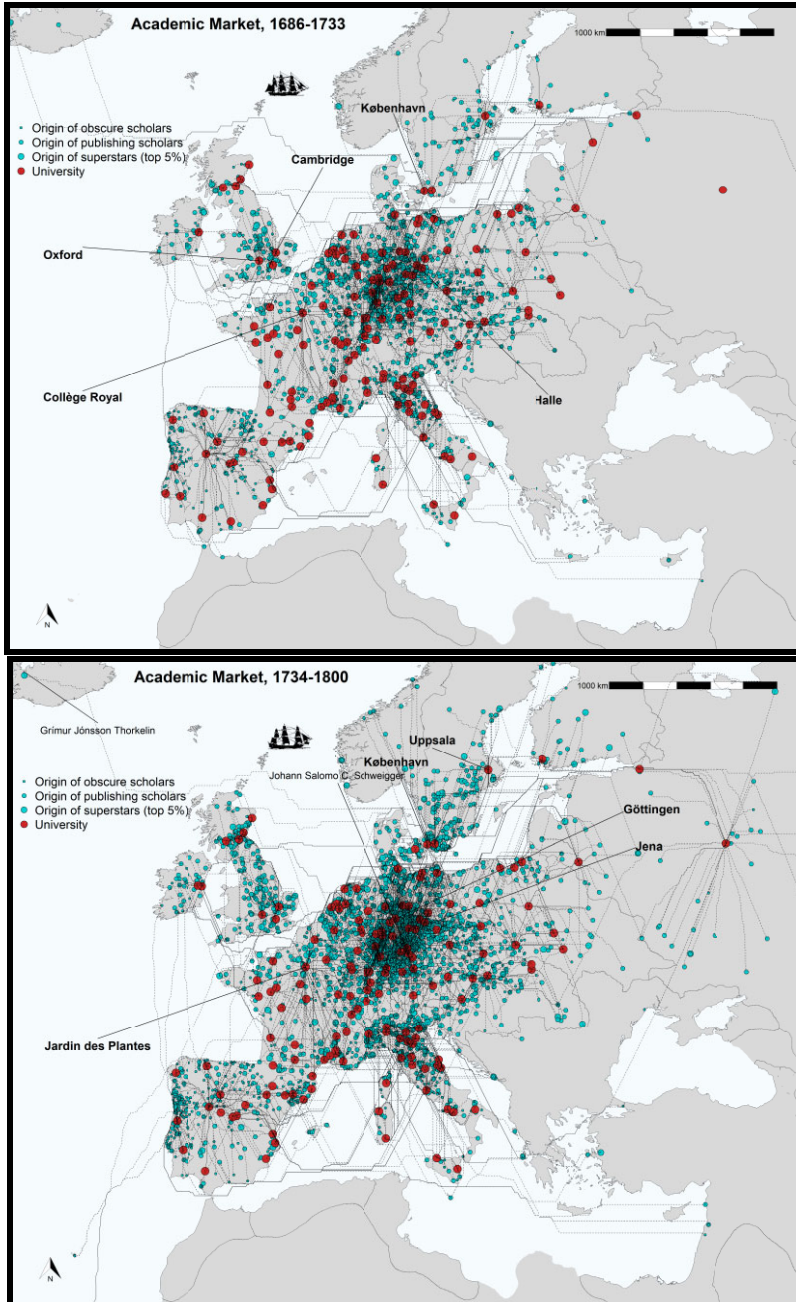 Academic Market, 1686-1733
1000 km
København
Origin of obscure scholars
Origin of publishing scholars
Cambridge
Origin of superstars (top 5%)
University
Oxford
Collège Royal
Halle
N
Academic Market, 1734-1800
1000 km
Grímur Jónsson Thorkelin
Uppsala
København
Johann Salomo C. Schweigger
Origin of obscure scholars
Origin of publishing scholars
Origin of superstars (top 5%)
University
Göttingen
Jena
Jardin des Plantes
N